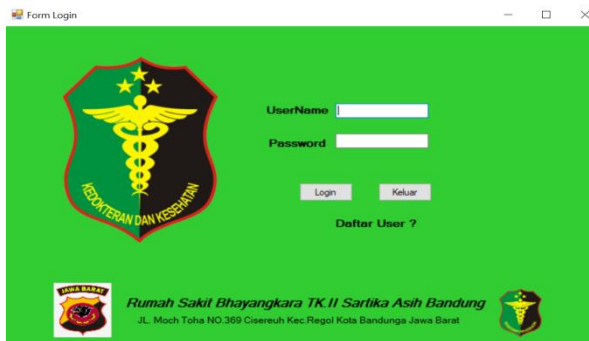 Form Login
UserName
Password
Login Keluar
Daftar User ?
KEDOKTERAN DAN KESEHATAN
JAWA BARAT
Rumah Sakit Bhayangkara TK.II Sartika Asih Bandung
JL. Moch Toha NO.369 Cisereuh Kec.Regol Kota Bandunga Jawa Barat